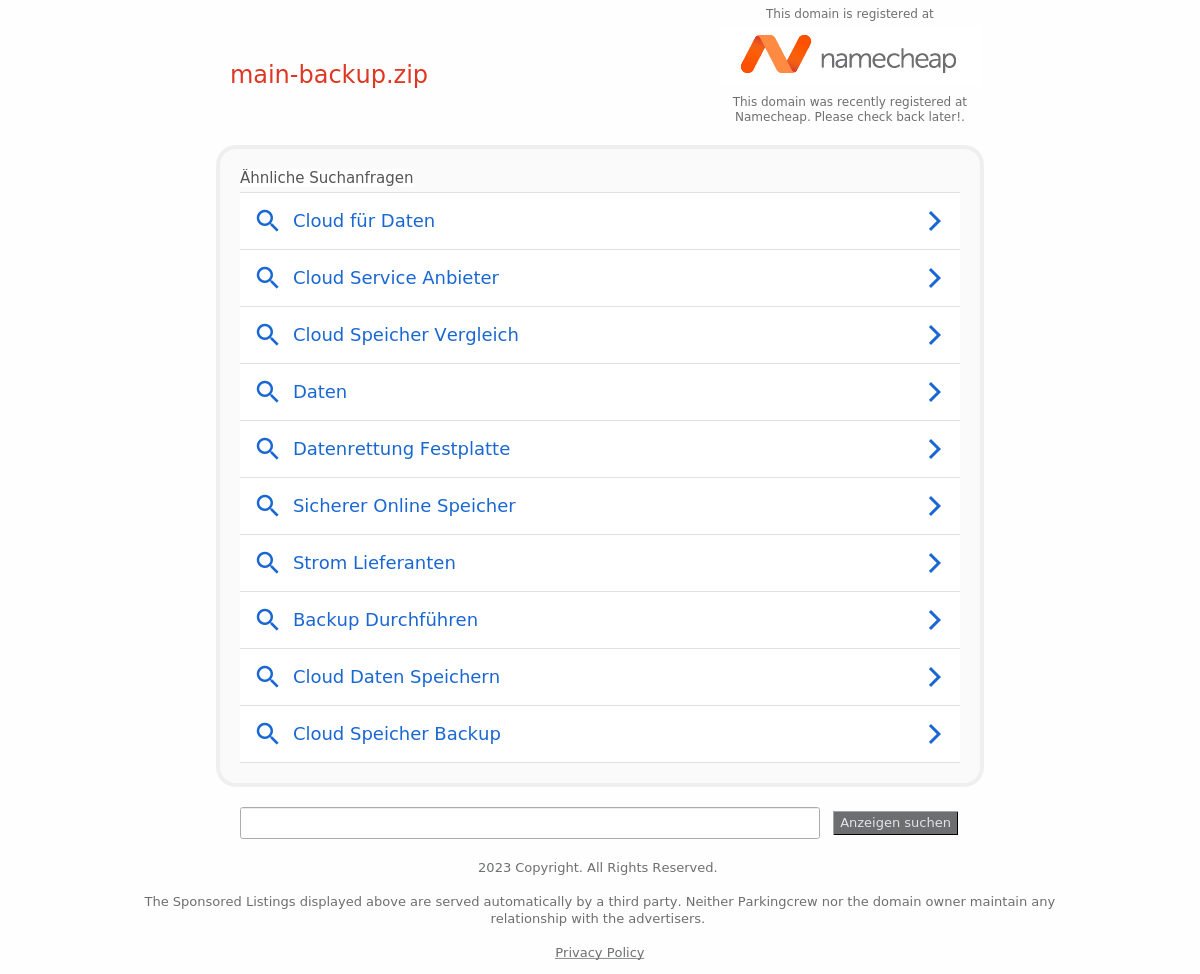 This domain is registered at
namecheap
main-backup.zip
This domain was recently registered at
Namecheap. Please check back later!.
Ähnliche Suchanfragen
Cloud für Daten
Cloud Service Anbieter
Cloud Speicher Vergleich
Daten
Datenrettung Festplatte
Sicherer Online Speicher
Strom Lieferanten
Backup Durchführen
Cloud Daten Speichern
Cloud Speicher Backup
Anzeigen suchen
2023 Copyright. All Rights Reserved.
The Sponsored Listings displayed above are served automatically by a third party. Neither Parkingcrew nor the domain owner maintain any
relationship with the advertisers.
Privacy Policy